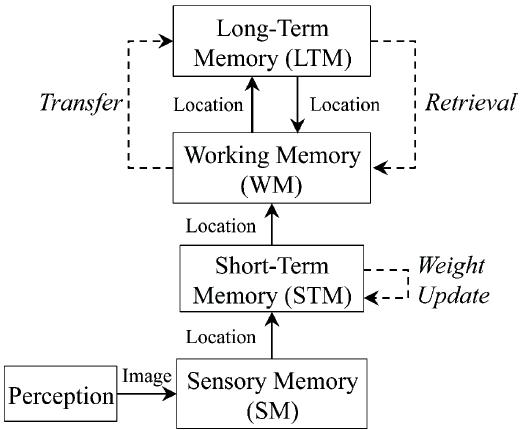 Long-Term
Memory (LTM)
Transfer
Location
Location
Retrieval
Working Memory
(WM)
Location
Short-Term
Memory (STM)
Weight
Update
Location
Perception
Image
Sensory Memory
(SM)